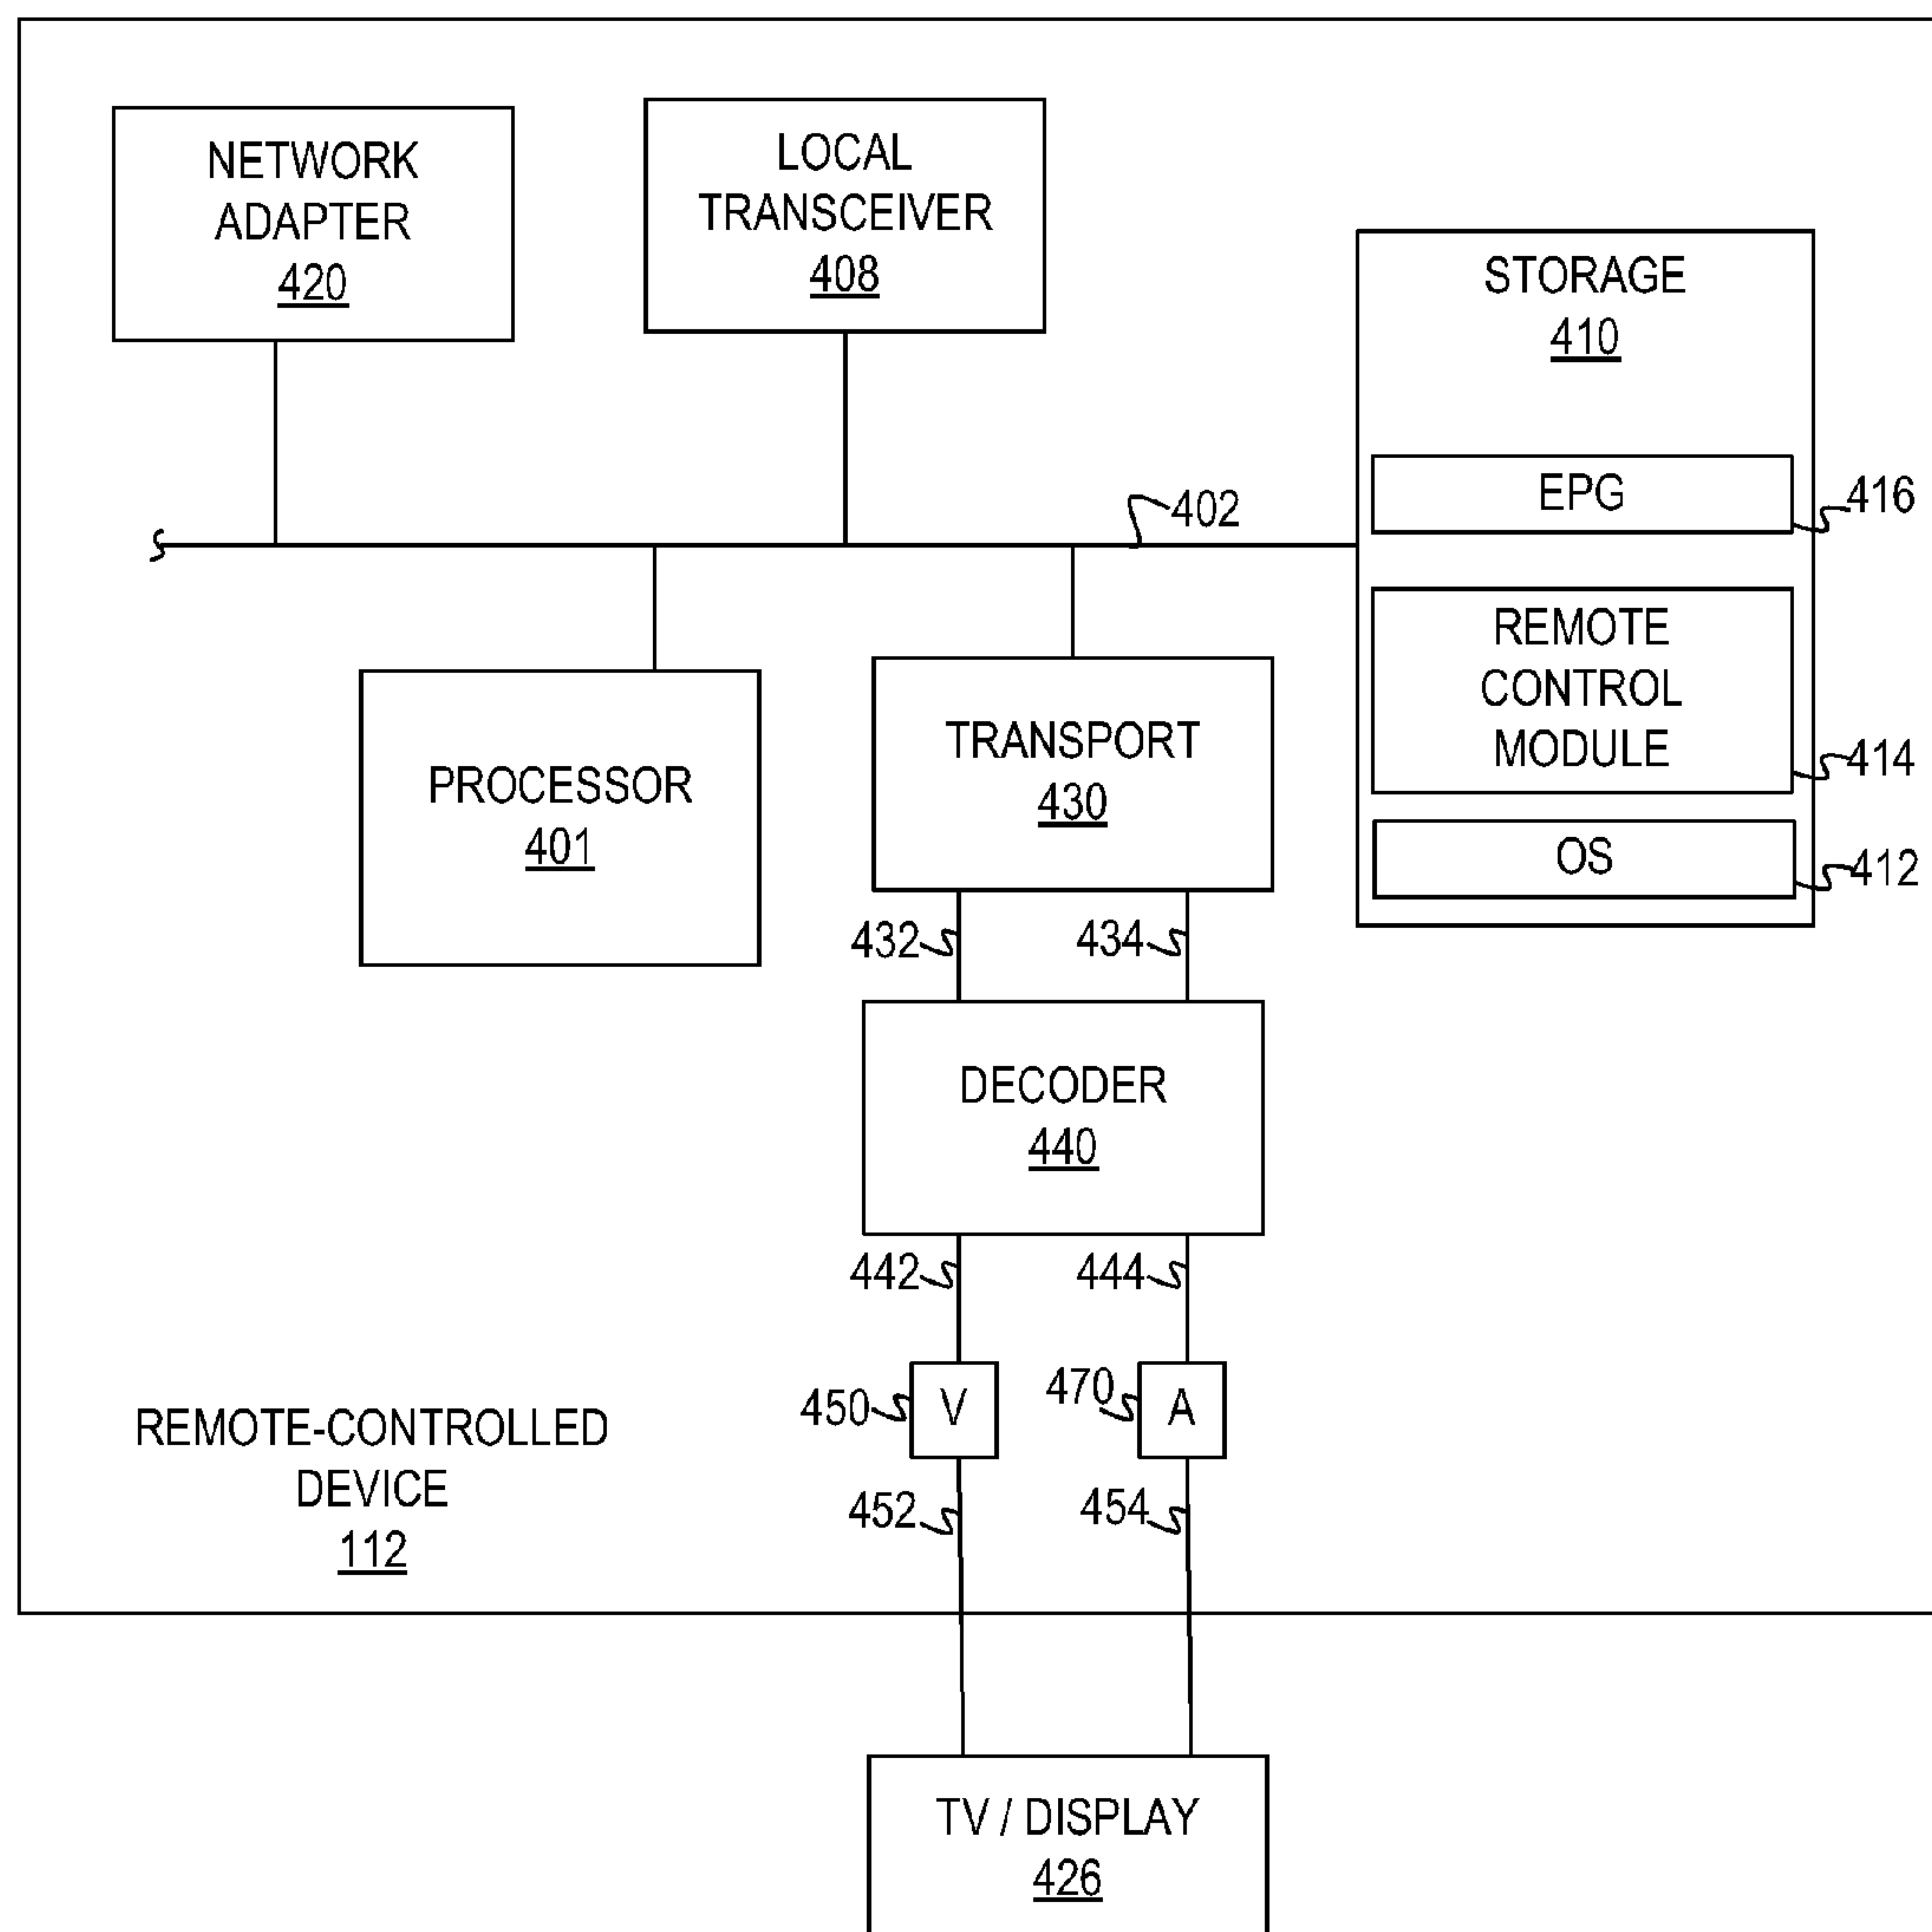 NETWORK
ADAPTER
420
LOCAL
TRANSCEIVER
408
STORAGE
410
EPG
416
402
REMOTE
CONTROL
MODULE
414
OS
412
PROCESSOR
401
TRANSPORT
430
432
434
DECODER
440
442
444
450
V
470
A
452
454
REMOTE-CONTROLLED
DEVICE
112
TV / DISPLAY
426